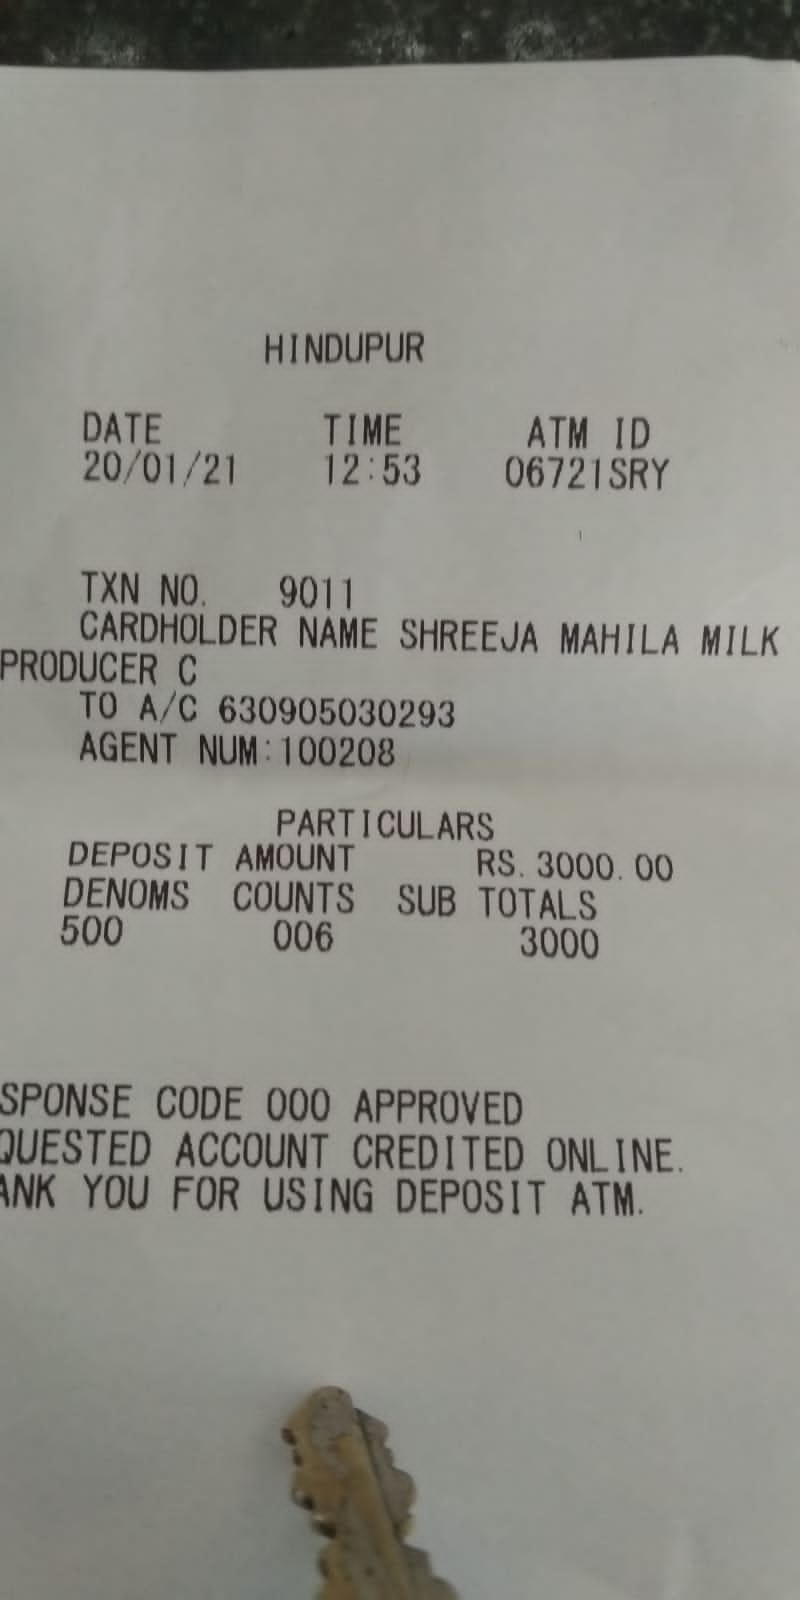 HINDUPUR
DATE TIME ATM ID
20/01/21 12:53 06721SRY
TXN NO. 9011
CARDHOLDER NAME SHREEJA MAHILA MILK
PRODUCER C
TO A/C 630905030293
AGENT NUM:100208
PARTICULARS
DEPOSIT AMOUNT RS. 3000.00
DENOMS COUNTS SUB TOTALS
500 006 3000
SPONSE CODE 000 APPROVED
QUESTED ACCOUNT CREDITED ONLINE.
ANK YOU FOR USING DEPOSIT ATM.